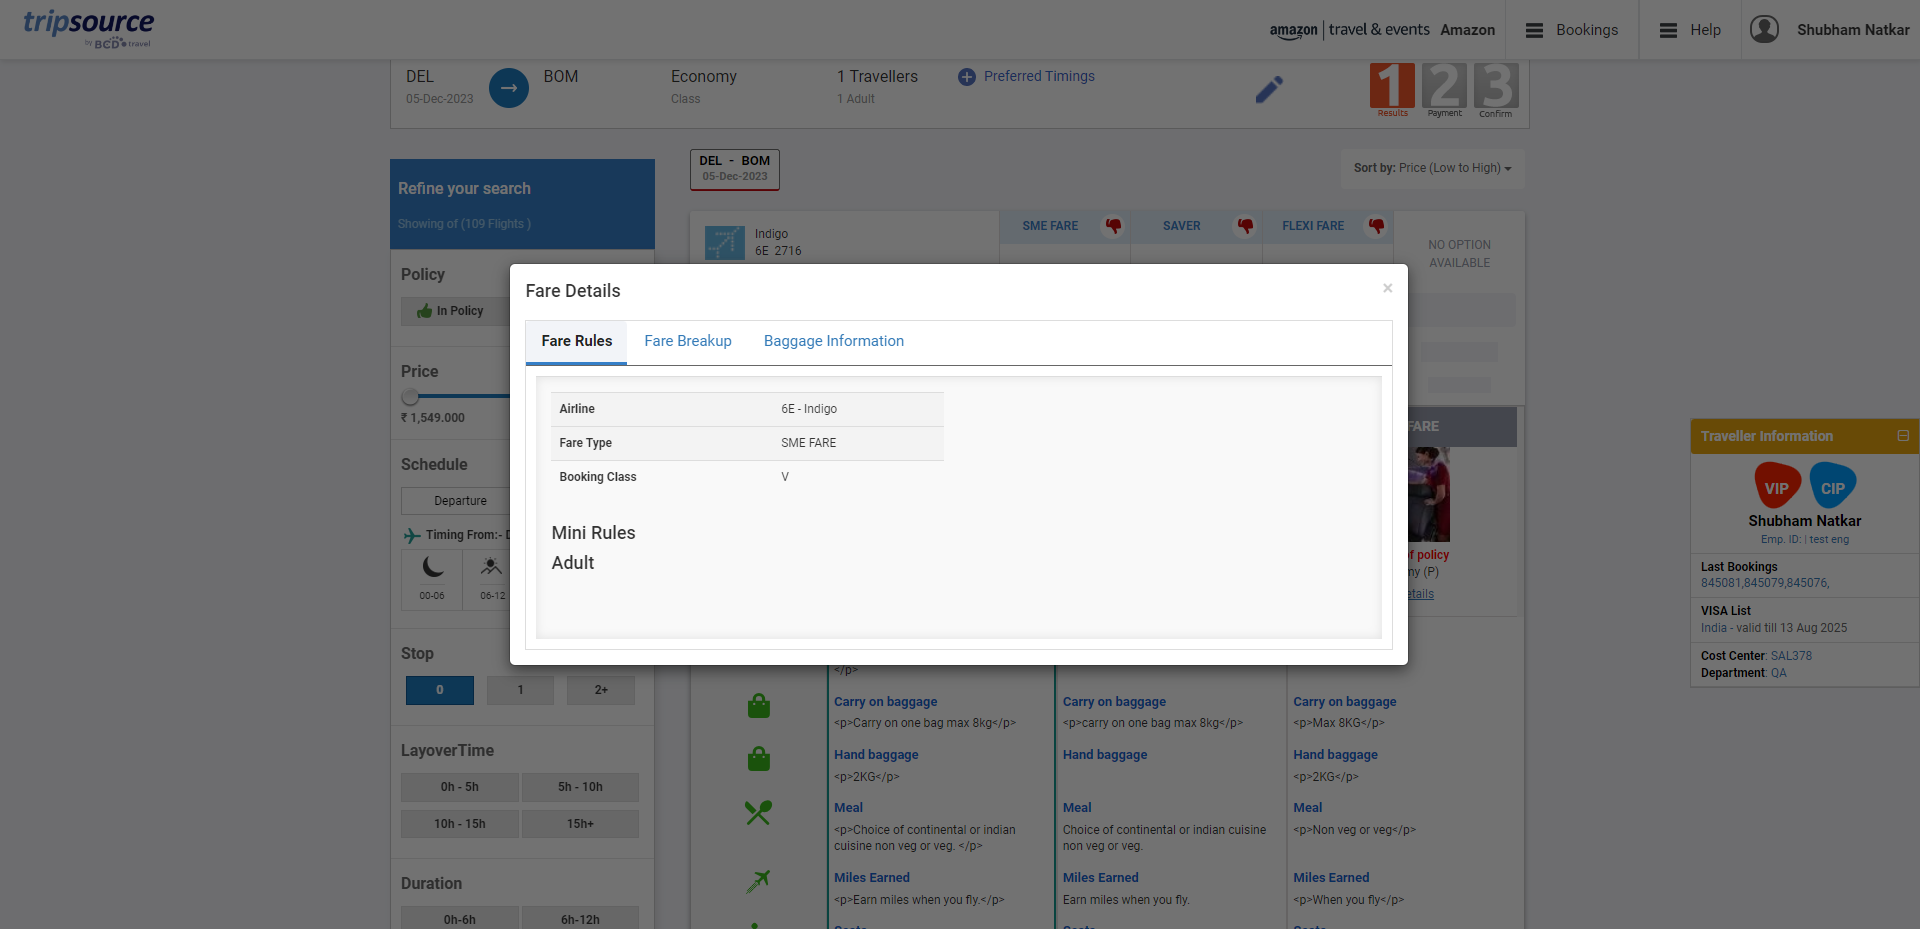 tripsource
by BCD travel
amazon | travel & events Amazon
Bookings
Help
Shubham Natkar
DEL
05-Dec-2023
BOM
Economy
Class
1 Travellers
1 Adult
Preferred Timings
1 2 3
Results Payment Confirm
DEL - BOM
05-Dec-2023
Sort by: Price (Low to High)
Refine your search
Showing of (109 Flights )
Indigo
6E 2716
SME FARE
SAVER
FLEXI FARE
NO OPTION
AVAILABLE
Policy
In Policy
Price
₹ 1,549.000
Schedule
Departure
Timing From:- D
00-06
06-12
Stop
0
1
2+
LayoverTime
0h - 5h
5h - 10h
10h - 15h
15h+
Duration
0h-6h
6h-12h
Fare Details
×
Fare Rules
Fare Breakup
Baggage Information
Airline 6E - Indigo
Fare Type SME FARE
Booking Class V
Mini Rules
Adult
FARE
f policy
my (P)
etails
</p>
Carry on baggage
<p>Carry on one bag max 8kg</p>
Hand baggage
<p>2KG</p>
Meal
<p>Choice of continental or indian
cuisine non veg or veg. </p>
Miles Earned
<p>Earn miles when you fly.</p>
Carry on baggage
<p>carry on one bag max 8kg</p>
Hand baggage
Meal
Choice of continental or indian cuisine
non veg or veg.
Miles Earned
Earn miles when you fly.
Carry on baggage
<p>Max 8KG</p>
Hand baggage
<p>2KG</p>
Meal
<p>Non veg or veg</p>
Miles Earned
<p>When you fly</p>
Traveller Information
VIP
CIP
Shubham Natkar
Emp. ID: | test eng
Last Bookings
845081,845079,845076,
VISA List
India - valid till 13 Aug 2025
Cost Center: SAL378
Department: QA